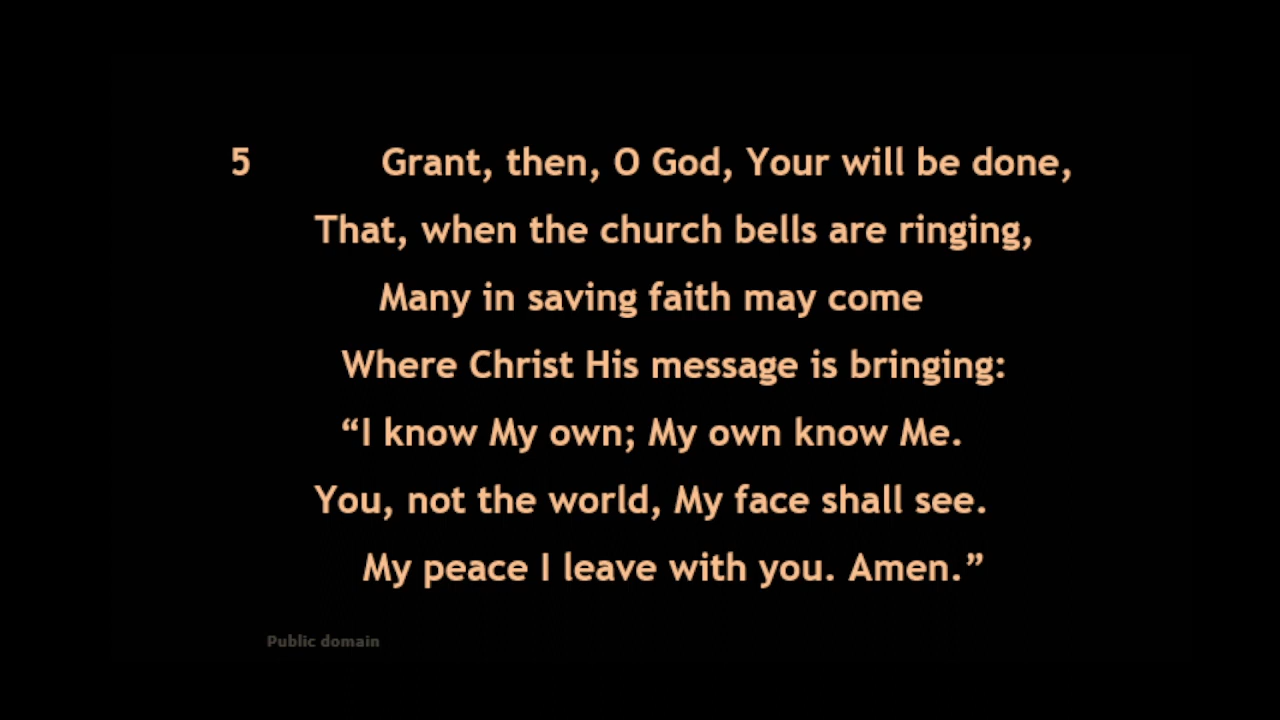 5 Grant, then, O God, Your will be done,
That, when the church bells are ringing,
Many in saving faith may come
Where Christ His message is bringing:
“I know My own; My own know Me.
You, not the world, My face shall see.
My peace I leave with you. Amen.”
Public domain